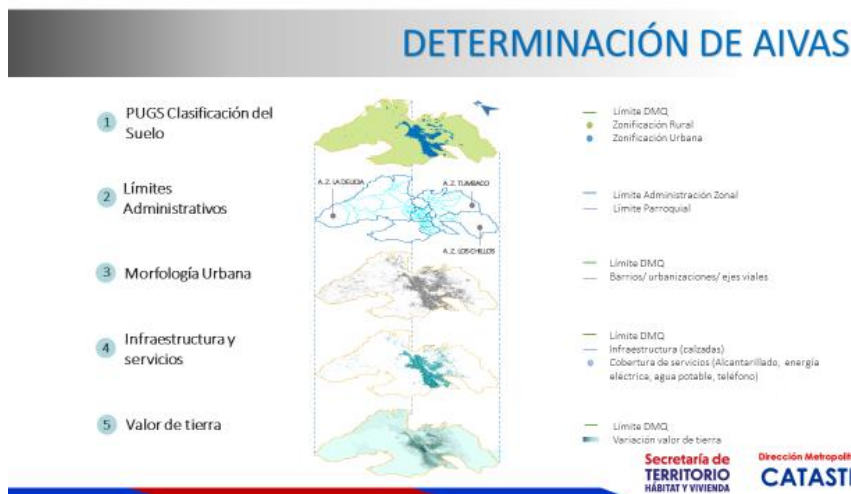 DETERMINACIÓN DE AIVAS
1
PUGS Clasificación del
Suelo
Límite DMQ
Zonificación Rural
Zonificación Urbana
2
Límites
Administrativos
A. Z. LA DELICIA
A. Z. TUMBACO
A. Z. LOS CHILLOS
Límite Administración Zonal
Límite Parroquial
3
Morfología Urbana
Límite DMQ
Barrios/ urbanizaciones/ ejes viales
4
Infraestructura y
servicios
Límite DMQ
Infraestructura (calzadas)
Cobertura de servicios (Alcantarillado, energía
eléctrica, agua potable, teléfono)
5
Valor de tierra
Límite DMQ
Variación valor de tierra
Secretaría de
TERRITORIO
HÁBITAT Y VIVIENDA
Dirección Metropolit
CATAST